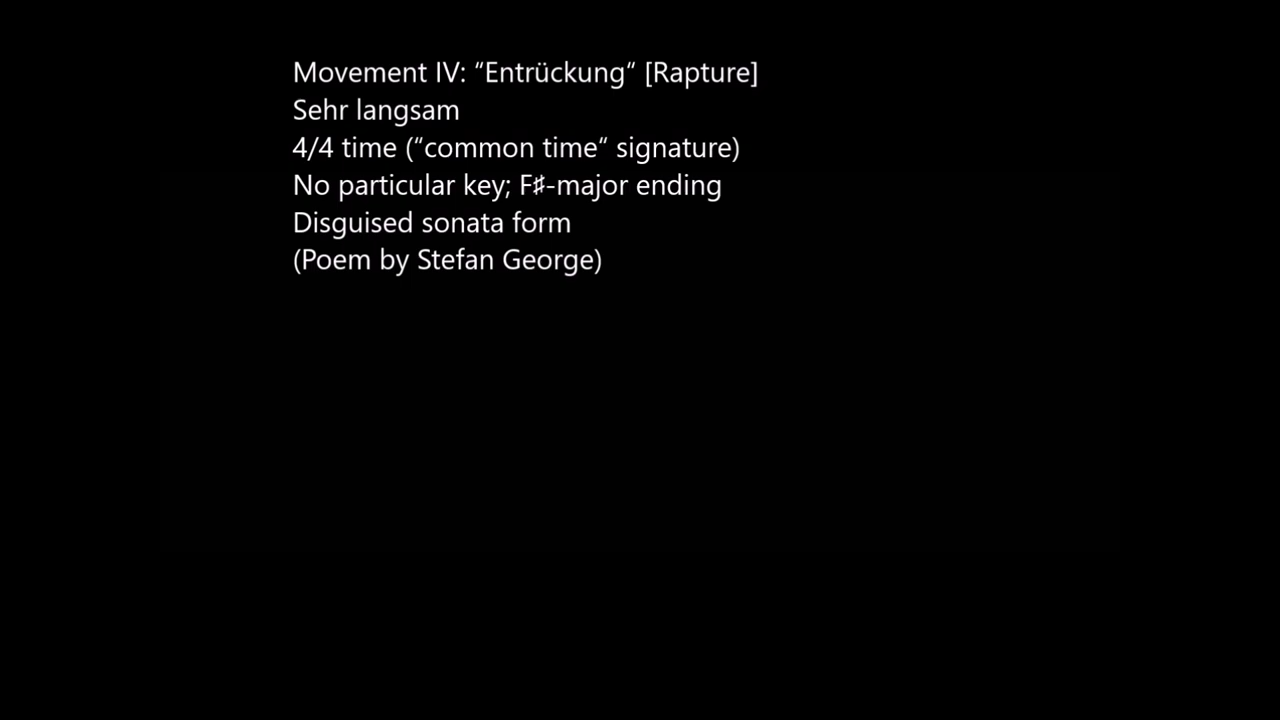 Movement IV: “Entrückung“ [Rapture]
Sehr langsam
4/4 time (“common time“ signature)
No particular key; F♯-major ending
Disguised sonata form
(Poem by Stefan George)